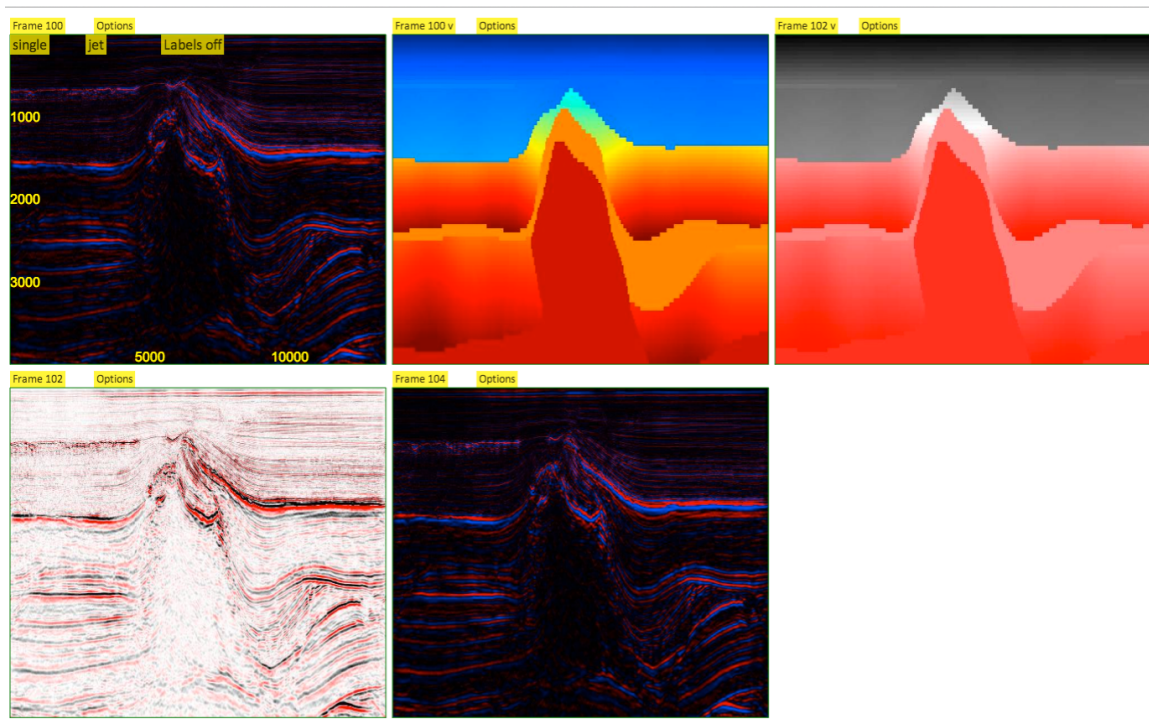 Frame 100 Options Frame 100 v Options Frame 102 v Options
single jet Labels off
1000
2000
3000
5000 10000
Frame 102 Options Frame 104 Options